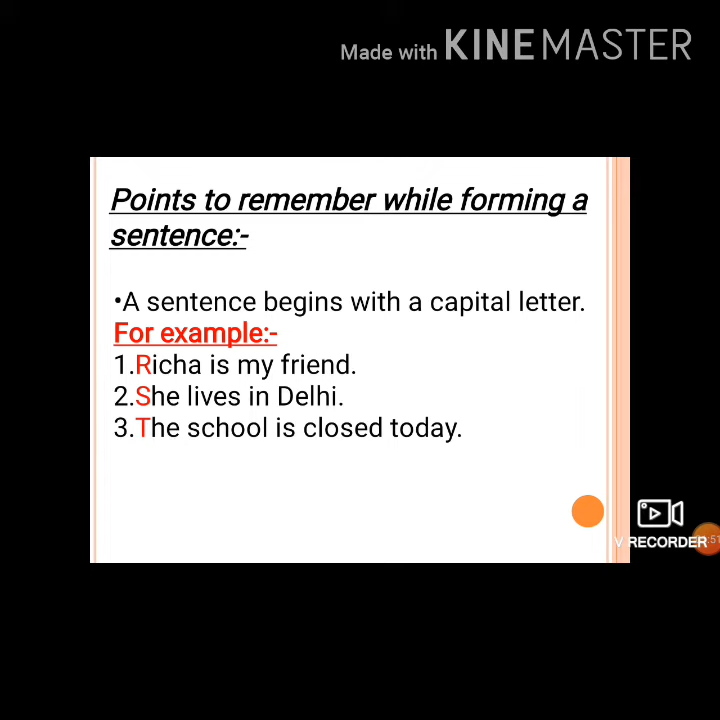 Made with KINEMASTER
Points to remember while forming a
sentence:-
•A sentence begins with a capital letter.
For example:-
1.Richa is my friend.
2.She lives in Delhi.
3.The school is closed today.
V RECORDER
:51